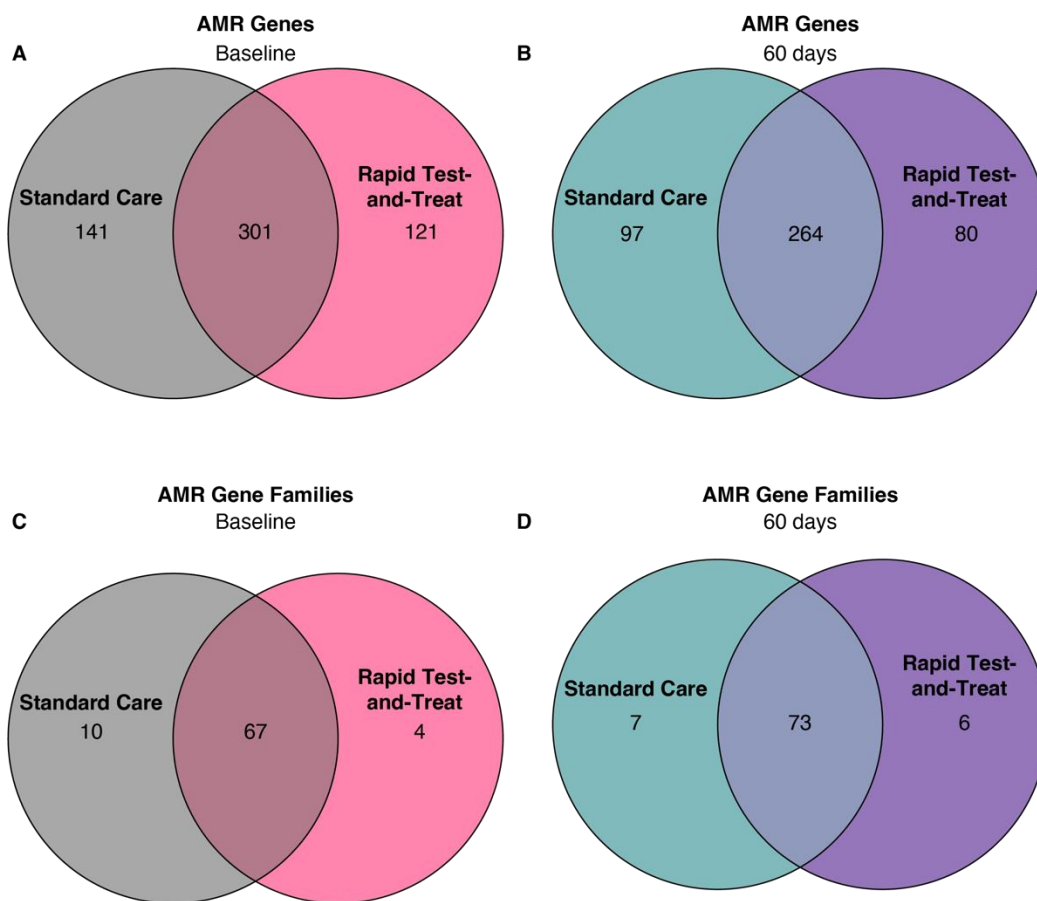 AMR Genes
A
Baseline
Standard Care
141
301
Rapid Test-
and-Treat
121
AMR Genes
B
60 days
Standard Care
97
264
Rapid Test-
and-Treat
80
AMR Gene Families
C
Baseline
Standard Care
10
67
Rapid Test-
and-Treat
4
AMR Gene Families
D
60 days
Standard Care
7
73
Rapid Test-
and-Treat
6